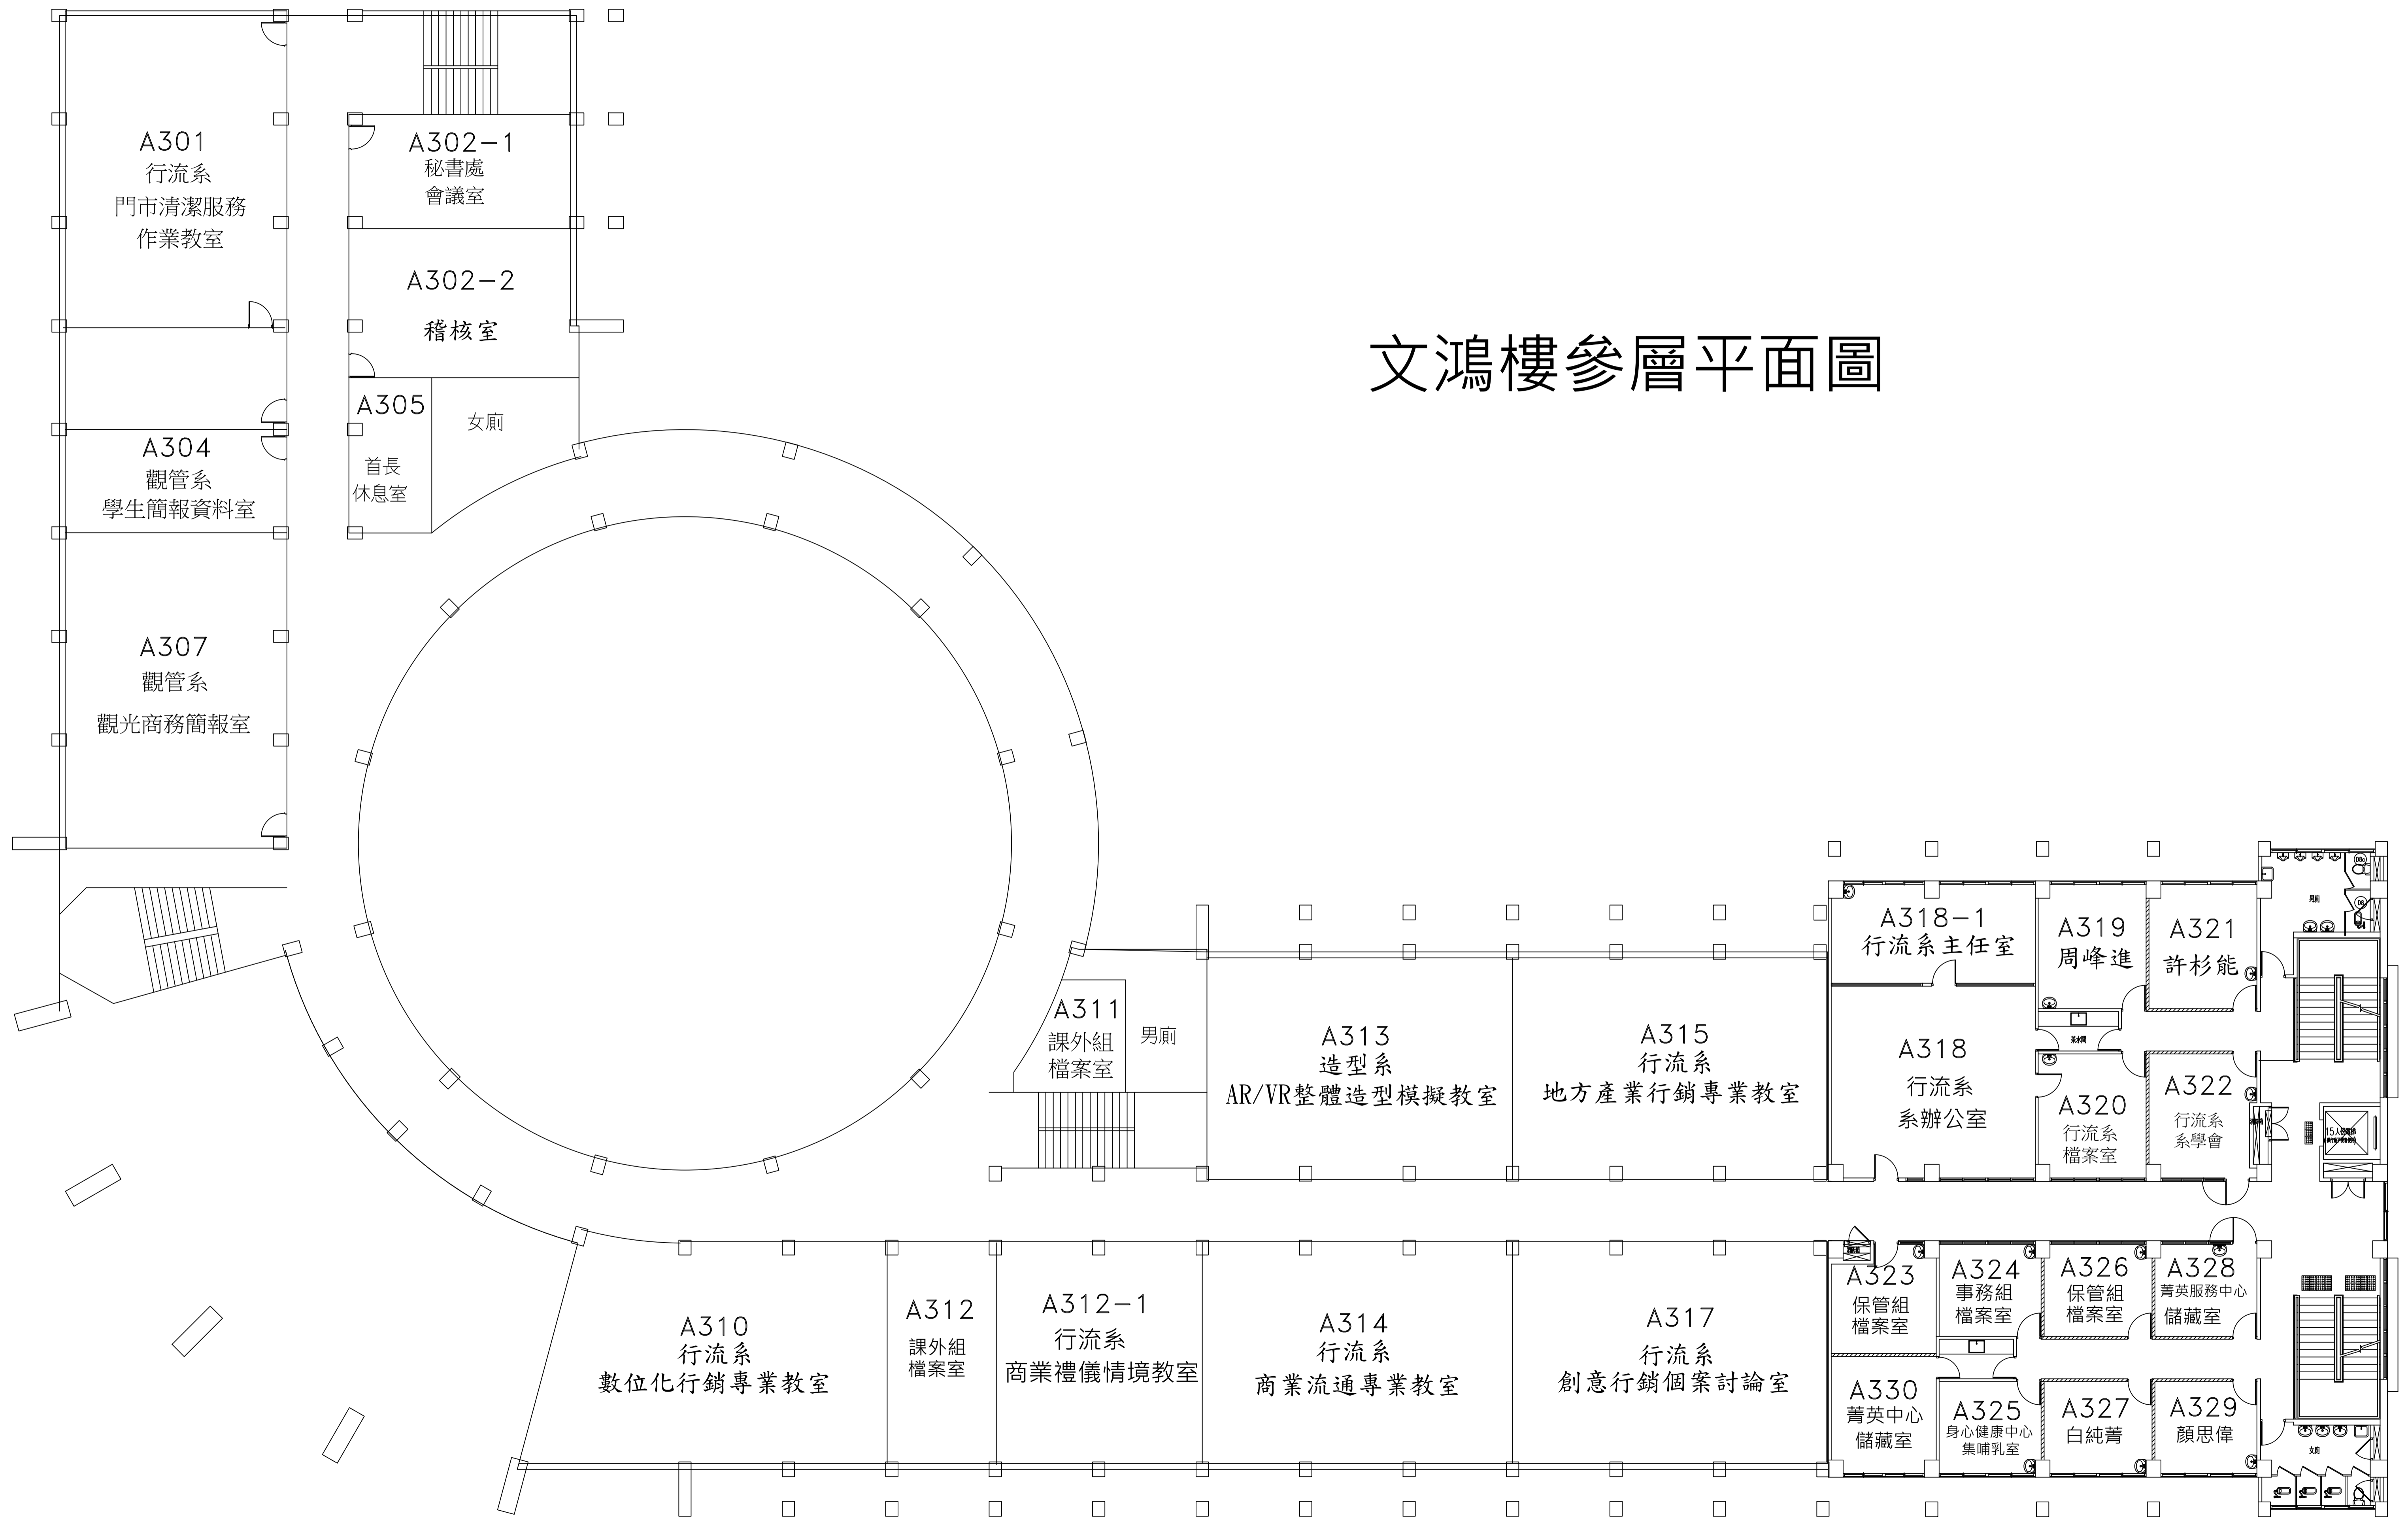 文鴻樓參層平面圖
A301
行流系
門市清潔服務
作業教室
A302-1
秘書處
會議室
A302-2
稽核室
A304
觀管系
學生簡報資料室
A305
首長
休息室
女廁
A307
觀管系
觀光商務簡報室
A311
課外組
檔案室
男廁
A313
造型系
AR/VR整體造型模擬教室
A315
行流系
地方產業行銷專業教室
A318-1
行流系主任室
A318
行流系
系辦公室
A319
周峰進
A321
許杉能
男廁
茶水間
A320
行流系
檔案室
A322
行流系
系學會
A310
行流系
數位化行銷專業教室
A312
課外組
檔案室
A312-1
行流系
商業禮儀情境教室
A314
行流系
商業流通專業教室
A317
行流系
創意行銷個案討論室
A323
保管組
檔案室
A324
事務組
檔案室
A326
保管組
檔案室
A328
菁英服務中心
儲藏室
A330
菁英中心
儲藏室
A325
身心健康中心
集哺乳室
A327
白純菁
A329
顏思偉
女廁